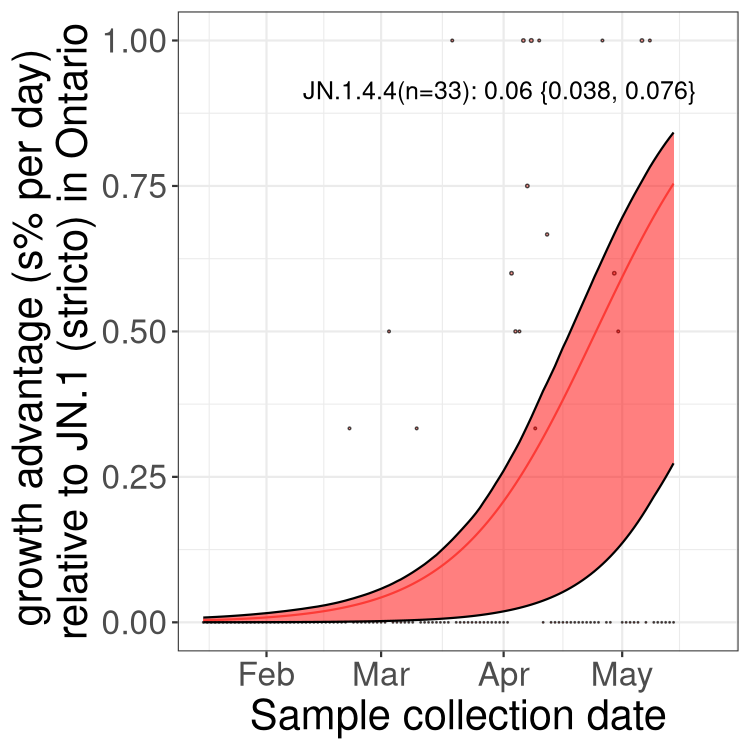 growth advantage (s% per day)
relative to JN.1 (stricto) in Ontario
1.00
0.75
0.50
0.25
0.00
JN.1.4.4(n=33): 0.06 {0.038, 0.076}
Feb Mar Apr May
Sample collection date